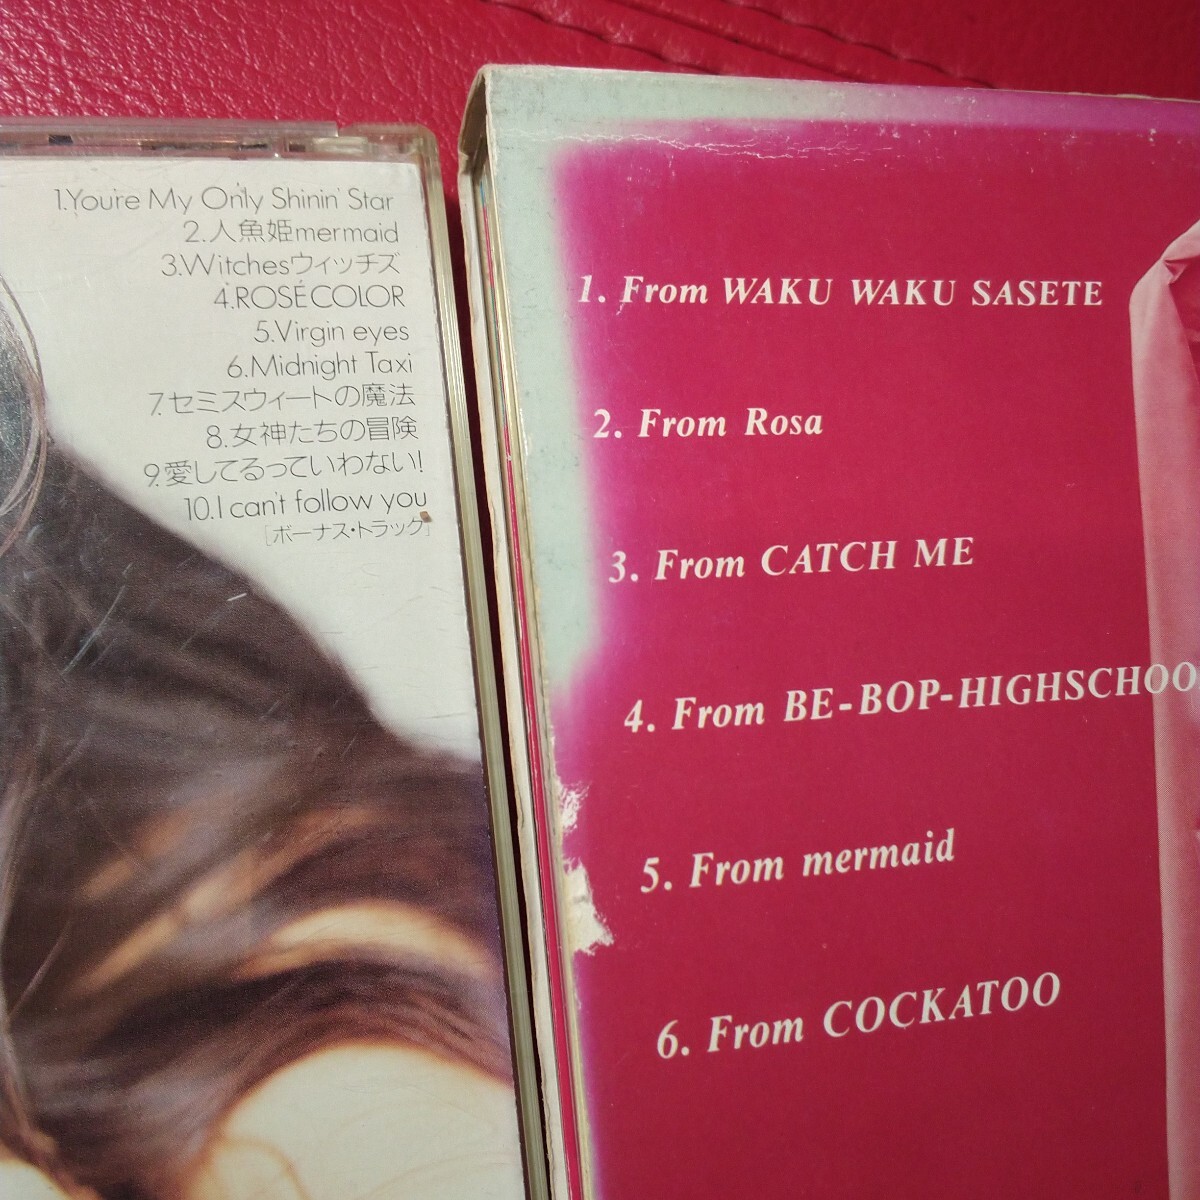 1.You're My Only Shinin' Star
2.人魚姫mermaid
3.Witchesウィッチズ
4.ROSÉ COLOR
5.Virgin eyes
6.Midnight Taxi
7.セミスウィートの魔法
8.女神たちの冒険
9.愛してるっていわない!
10.I can't follow you
[ボーナス・トラック]
1. From WAKU WAKU SASETE
2. From Rosa
3. From CATCH ME
4. From BE-BOP-HIGHSCHOO
5. From mermaid
6. From COCKATOO